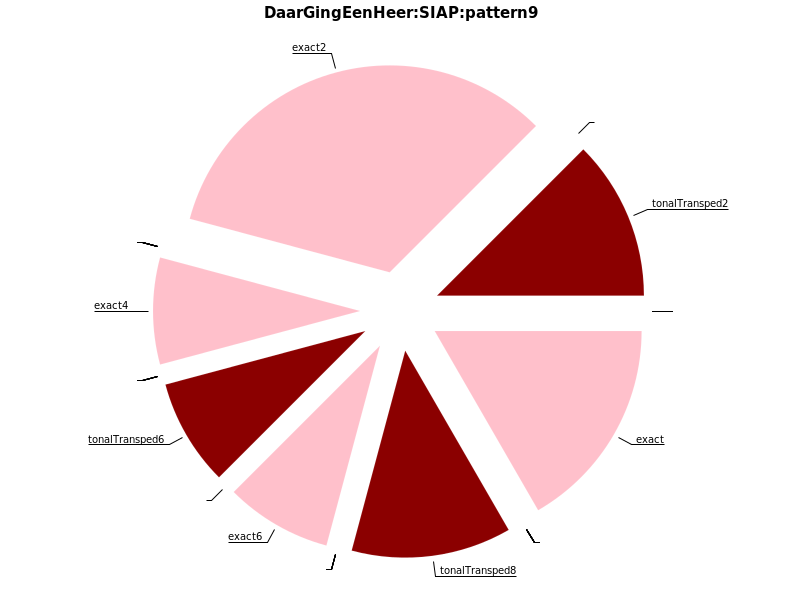 DaarGingEenHeer:SIAP:pattern9
exact2
tonalTransped2
exact4
tonalTransped6
exact
exact6
tonalTransped8